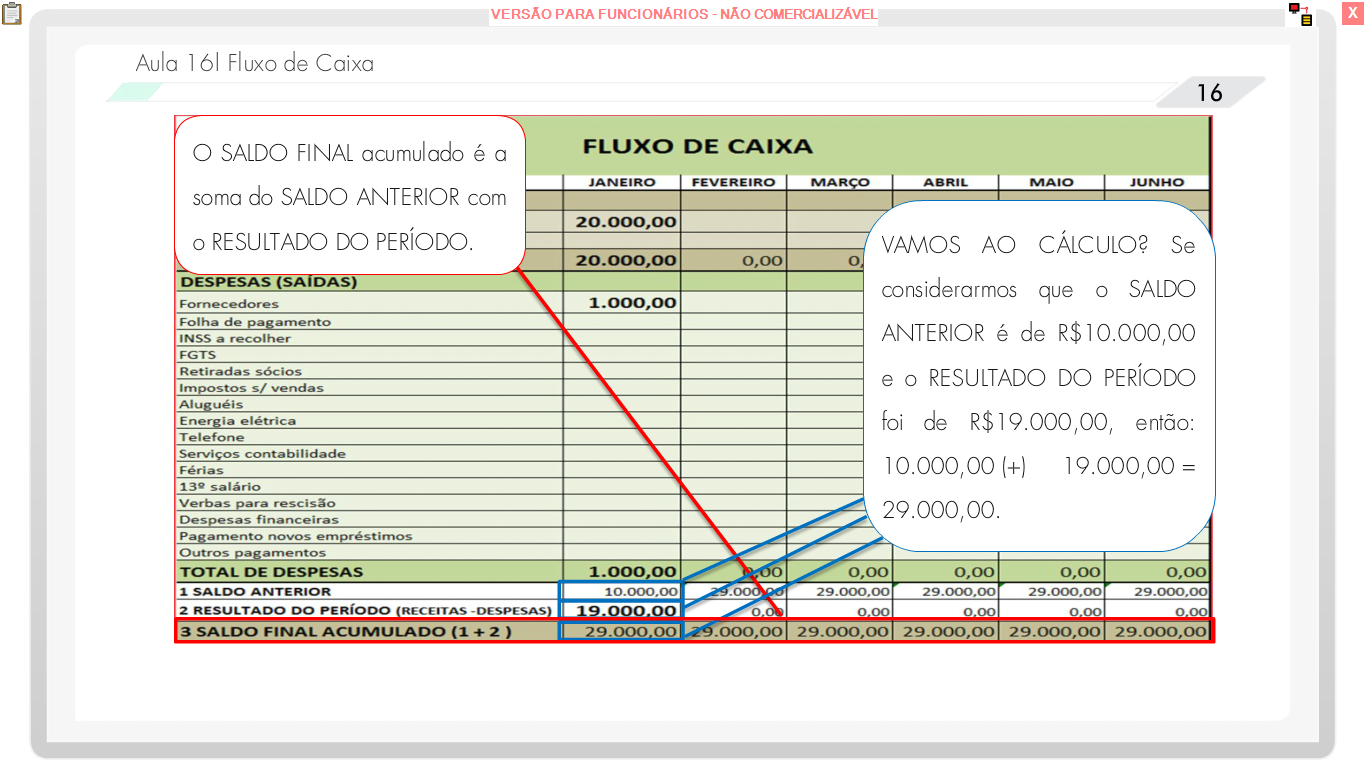 VERSÃO PARA FUNCIONÁRIOS - NÃO COMERCIALIZÁVEL
X
Aula 16l Fluxo de Caixa
16
O SALDO FINAL acumulado é a
soma do SALDO ANTERIOR com
o RESULTADO DO PERÍODO.
FLUXO DE CAIXA
JANEIRO FEVEREIRO MARÇO ABRIL MAIO JUNHO
20.000,00
20.000,00 0,00
VAMOS AO CÁLCULO? Se
considerarmos que o SALDO
ANTERIOR é de R$10.000,00
e o RESULTADO DO PERÍODO
foi de R$19.000,00, então:
10.000,00 (+) 19.000,00 =
29.000,00.
DESPESAS (SAÍDAS)
Fornecedores 1.000,00
Folha de pagamento
INSS a recolher
FGTS
Retiradas sócios
Impostos s/ vendas
Aluguéis
Energia elétrica
Telefone
Serviços contabilidade
Férias
13º salário
Verbas para rescisão
Despesas financeiras
Pagamento novos empréstimos
Outros pagamentos
TOTAL DE DESPESAS 1.000,00 0,00 0,00 0,00 0,00 0,00
1 SALDO ANTERIOR 10.000,00 29.000,00 29.000,00 29.000,00 29.000,00 29.000,00
2 RESULTADO DO PERÍODO (RECEITAS -DESPESAS) 19.000,00 0,00 0,00 0,00 0,00 0,00
3 SALDO FINAL ACUMULADO (1 + 2 ) 29.000,00 29.000,00 29.000,00 29.000,00 29.000,00 29.000,00